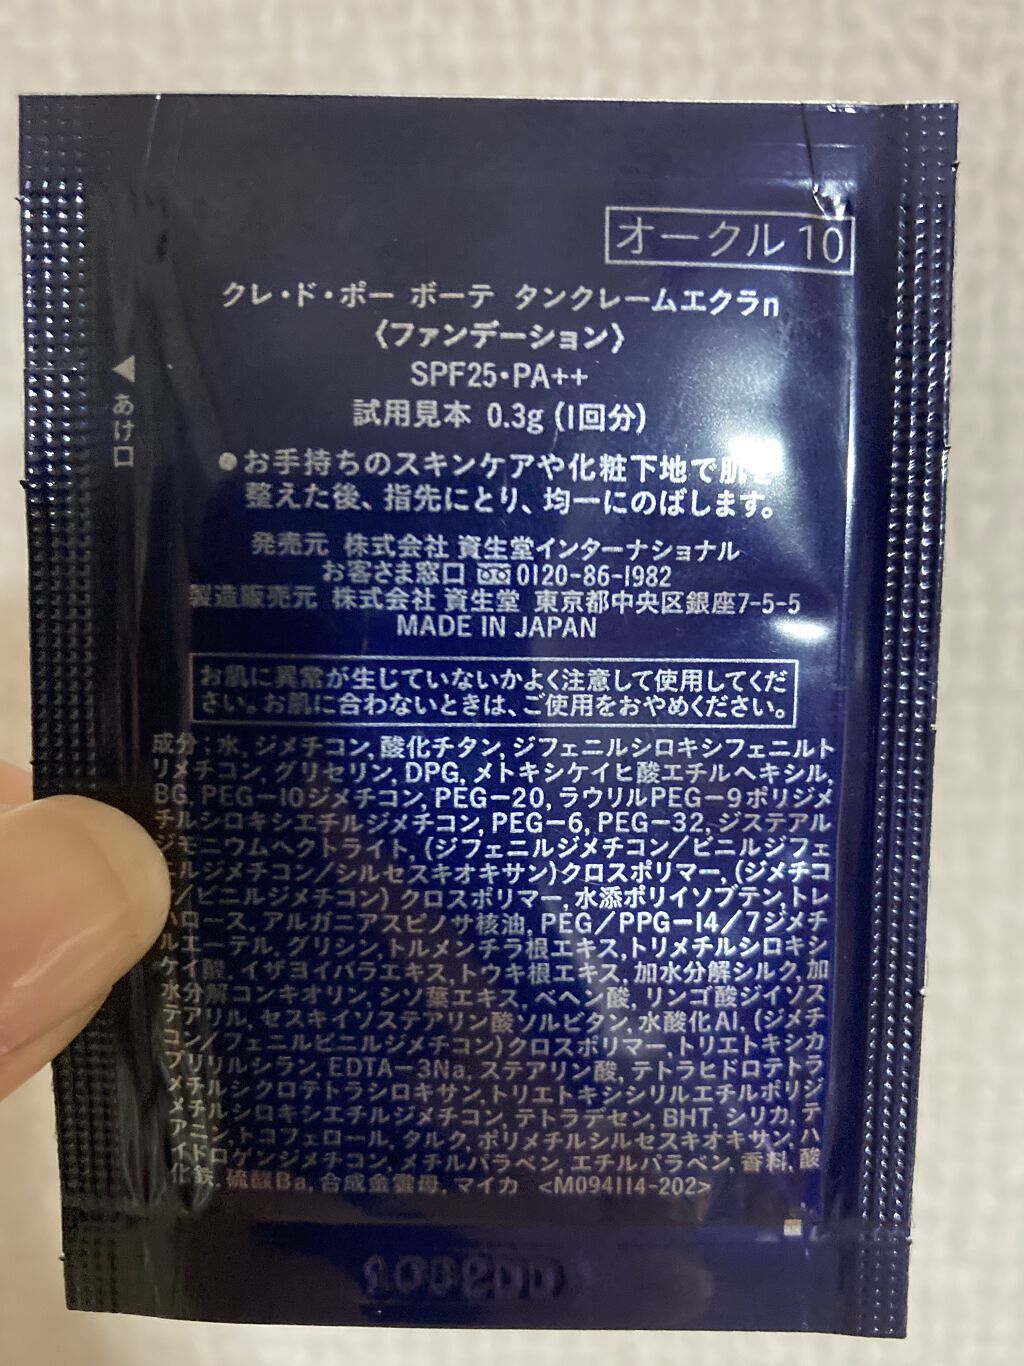 オークル 10
クレ・ド・ポー ボーテ タンクレームエクラn
〈ファンデーション〉
SPF25・PA++
試用見本 0.3g (1回分)
あけ口
●お手持ちのスキンケアや化粧下地で肌を
整えた後、指先にとり、均一にのばします。
発売元 株式会社 資生堂インターナショナル
お客さま窓口 0120-86-1982
製造販売元 株式会社 資生堂 東京都中央区銀座7-5-5
MADE IN JAPAN
お肌に異常が生じていないかよく注意して使用してくだ
さい。お肌に合わないときは、ご使用をおやめください。
成分：水, ジメチコン, 酸化チタン, ジフェニルシロキシフェニルト
リメチコン, グリセリン, DPG, メトキシケイヒ酸エチルヘキシル,
BG, PEG-10ジメチコン, PEG-20, ラウリルPEG-9ポリジメ
チルシロキシエチルジメチコン, PEG-6, PEG-32, ジステアル
ジモニウムヘクトライト, (ジフェニルジメチコン/ビニルジフェ
ニルジメチコン/シルセスキオキサン)クロスポリマー, (ジメチコ
ン/ビニルジメチコン)クロスポリマー, 水添ポリイソブテン, トレ
ハロース, アルガニアスピノサ核油, PEG/PPG-14/7ジメチ
ルエーテル, グリシン, トルメンチラ根エキス, トリメチルシロキシ
ケイ酸, イザヨイバラエキス, トウキ根エキス, 加水分解シルク, 加
水分解コンキオリン, シソ葉エキス, ベヘン酸, リンゴ酸ジイソス
テアリル, セスキイソステアリン酸ソルビタン, 水酸化Al, (ジメチ
コン/フェニルビニルジメチコン)クロスポリマー, トリエトキシカ
プリリルシラン, EDTA-3Na, ステアリン酸, テトラヒドロテトラ
メチルシクロテトラシロキサン, トリエトキシシリルエチルポリジ
メチルシロキシエチルジメチコン, テトラデセン, BHT, シリカ, テ
アニン, トコフェロール, タルク, ポリメチルシルセスキオキサン, ハ
イドロゲンジメチコン, メチルパラベン, エチルパラベン, 香料, 酸
化鉄, 硫酸Ba, 合成金雲母, マイカ <M094114-202>